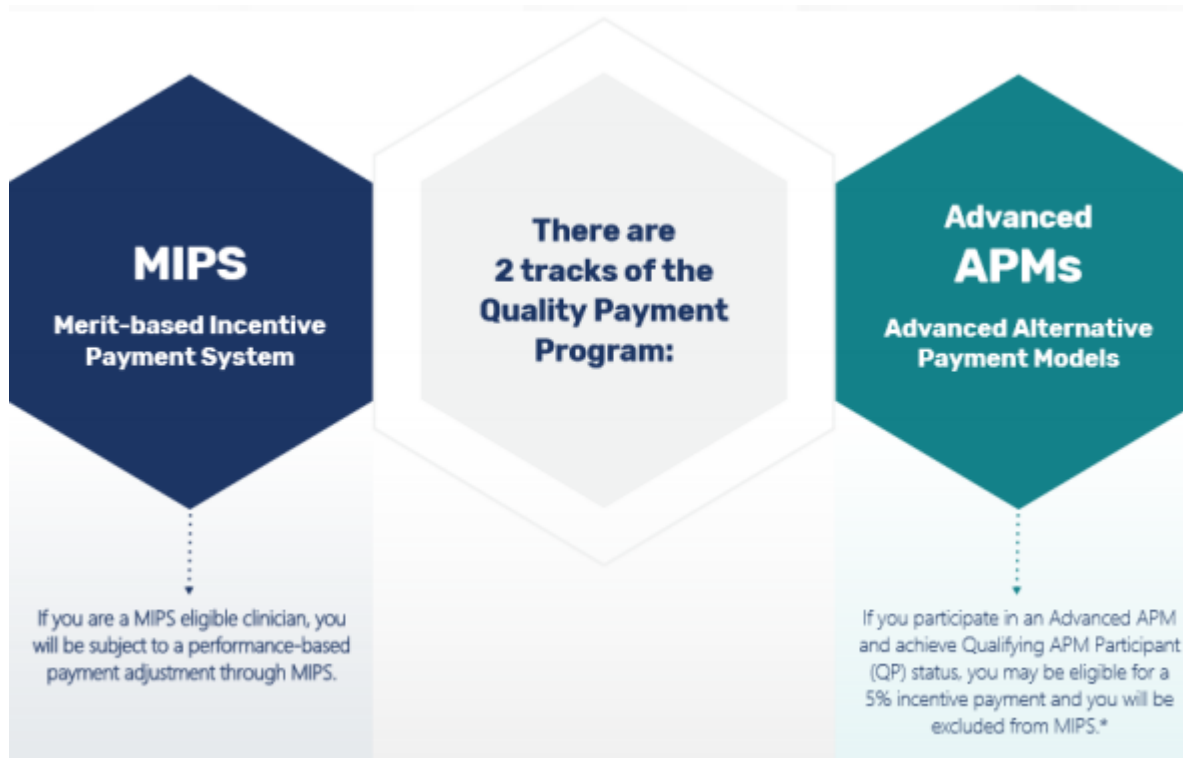 MIPS
Merit-based Incentive
Payment System
If you are a MIPS eligible clinician, you
will be subject to a performance-based
payment adjustment through MIPS.
There are
2 tracks of the
Quality Payment
Program:
Advanced
APMs
Advanced Alternative
Payment Models
If you participate in an Advanced APM
and achieve Qualifying APM Participant
(QP) status, you may be eligible for a
5% incentive payment and you will be
excluded from MIPS.*